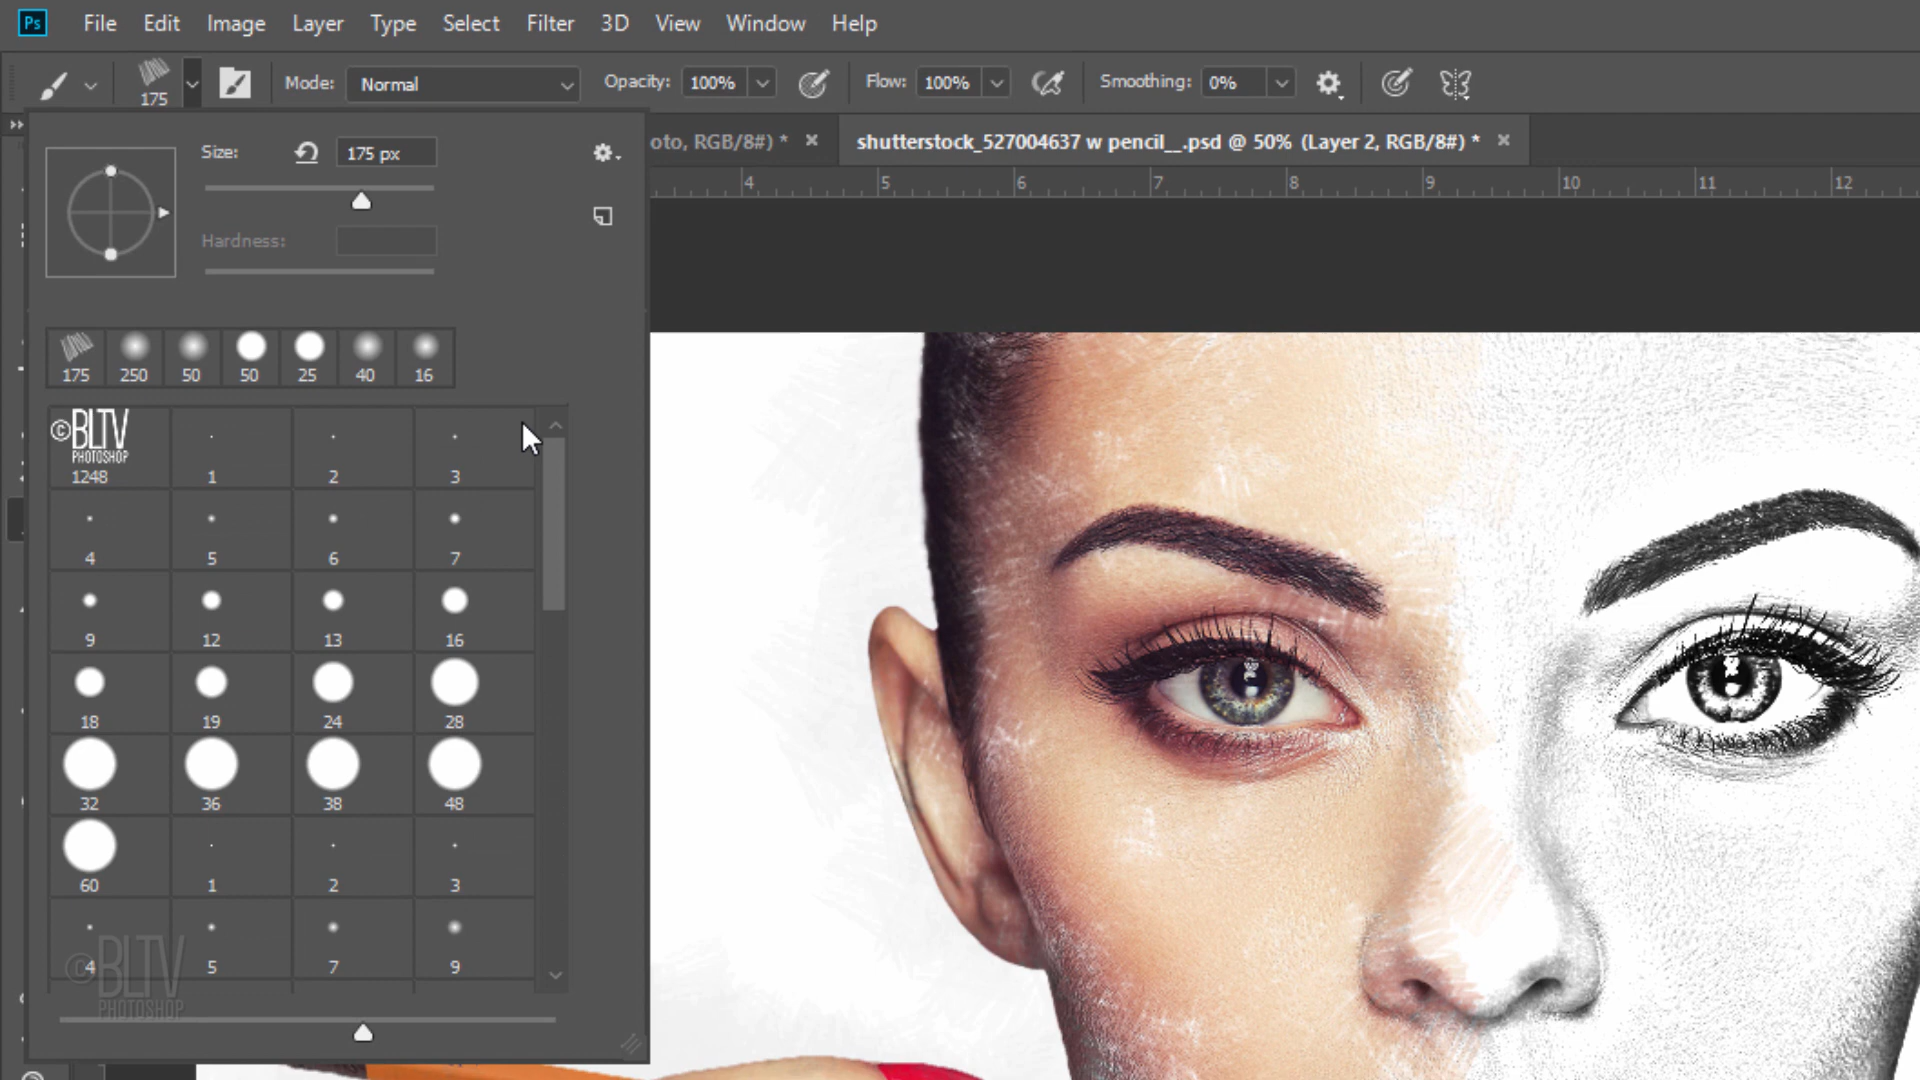 Ps File Edit Image Layer Type Select Filter 3D View Window Help
175 Mode: Normal Opacity: 100% Flow: 100% Smoothing: 0%
oto, RGB/8#) * shutterstock_527004637 w pencil__.psd @ 50% (Layer 2, RGB/8#) *
4 5 6 7 8 9 10 11 12
Size: 175 px
Hardness:
175 250 50 50 25 40 16
©BLTV
PHOTOSHOP
1248 1 2 3
4 5 6 7
9 12 13 16
18 19 24 28
32 36 38 48
60 1 2 3
4 5 7 9
©BLTV
PHOTOSHOP